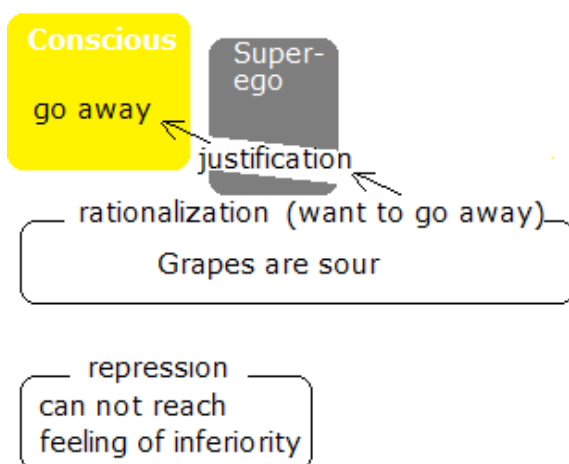 Conscious
Super-
ego
go away
justification
rationalization (want to go away)
Grapes are sour
repression
can not reach
feeling of inferiority